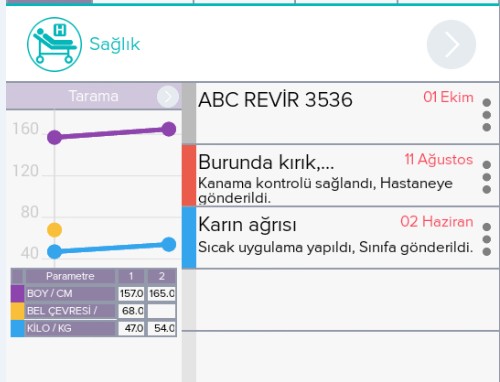 H
Sağlık
Tarama
160
120
80
40
Parametre 1 2
BOY / CM 157.0 165.0
BEL ÇEVRESİ / 68.0
KİLO / KG 47.0 54.0
ABC REVİR 3536 01 Ekim
Burunda kırık,... 11 Ağustos
Kanama kontrolü sağlandı, Hastaneye
gönderildi.
Karın ağrısı 02 Haziran
Sıcak uygulama yapıldı, Sınıfa gönderildi.